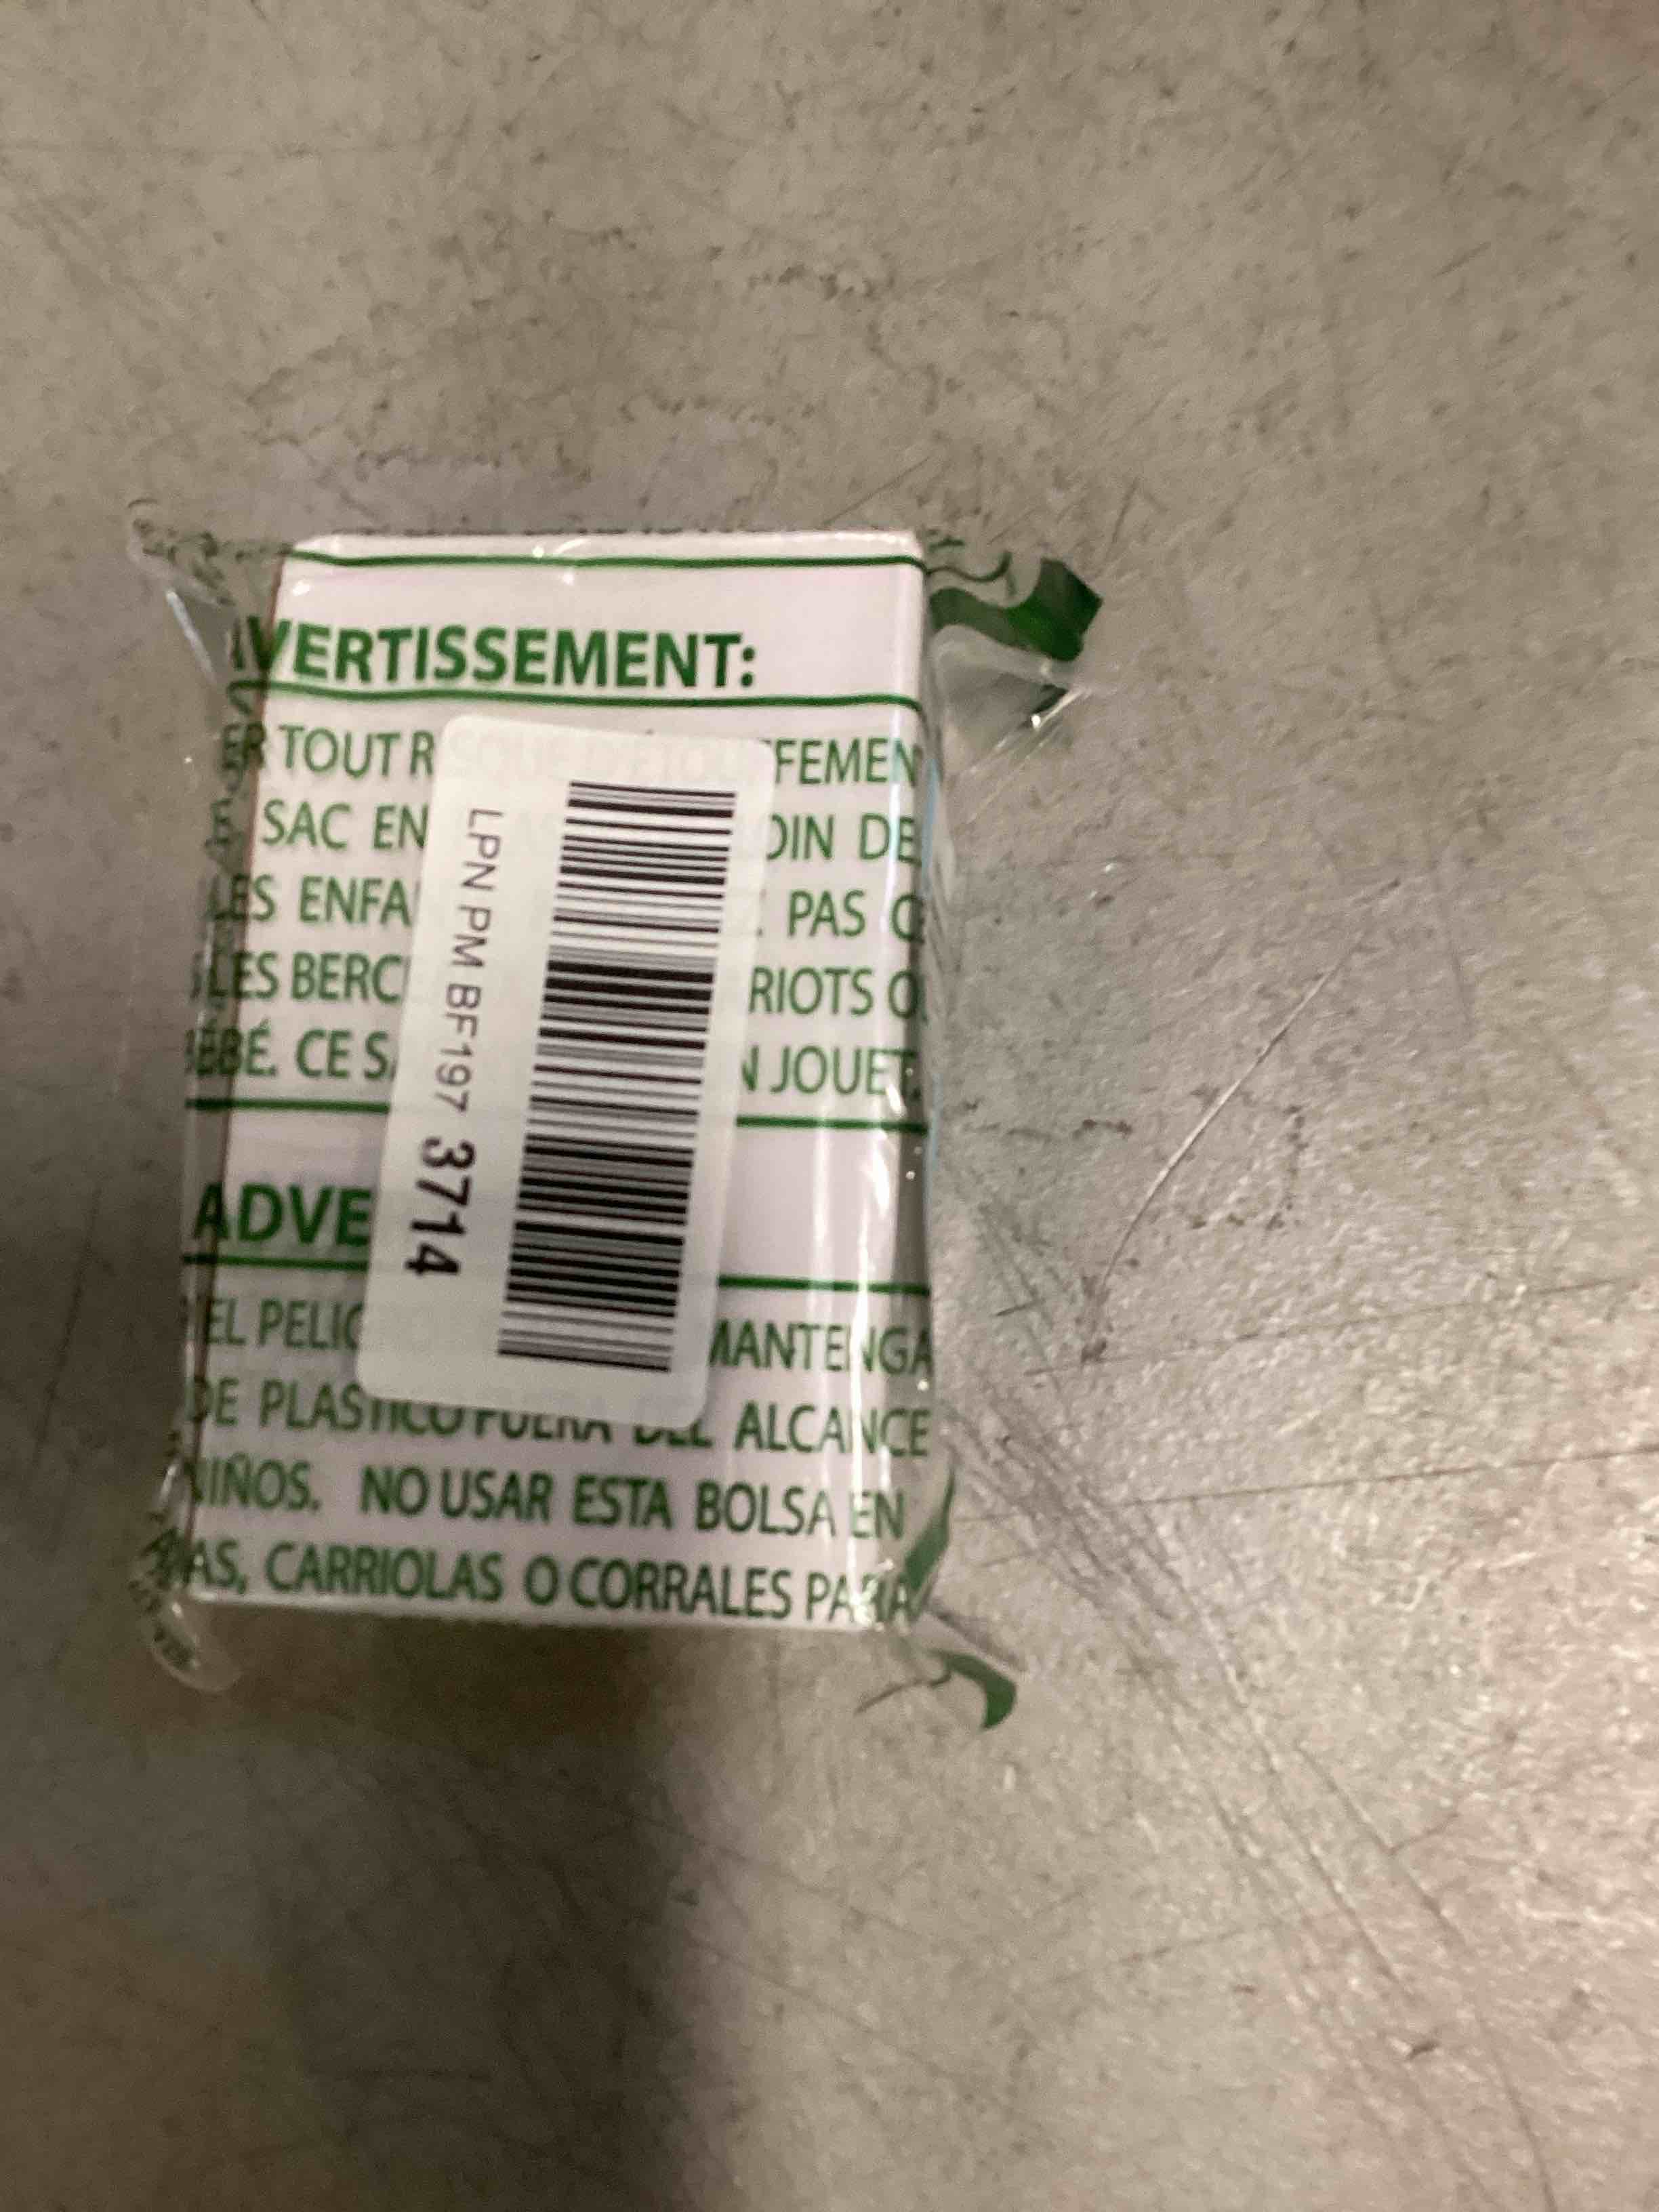 VERTISSEMENT:
ER TOUT R FFEMEN
SAC EN OIN DE
LES ENFA PAS C
LES BERC RIOTS O
BÉBÉ. CE S N JOUET.
ADVE
EL PELIG MANTENGA
DE PLASTICO FUERA DEL ALCANCE
NIÑOS. NO USAR ESTA BOLSA EN
AS, CARRIOLAS O CORRALES PARA
LPN PM BF197 3714